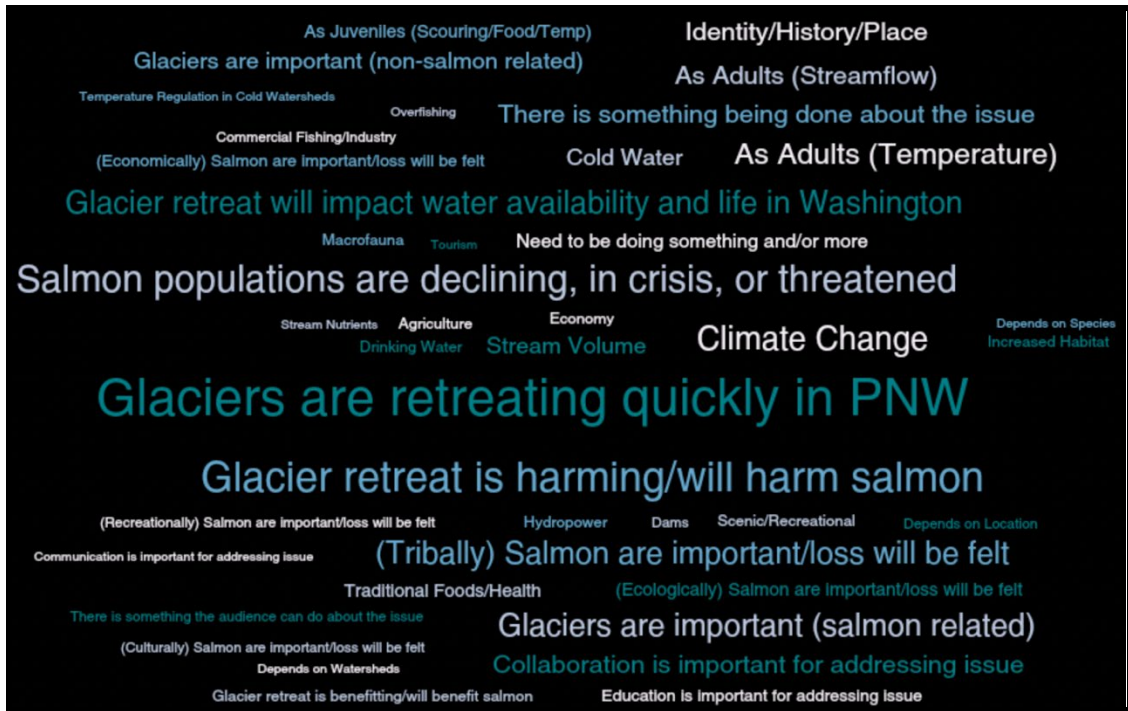 As Juveniles (Scouring/Food/Temp)
Identity/History/Place
Glaciers are important (non-salmon related)
As Adults (Streamflow)
Temperature Regulation in Cold Watersheds
Overfishing
There is something being done about the issue
Commercial Fishing/Industry
(Economically) Salmon are important/loss will be felt
Cold Water
As Adults (Temperature)
Glacier retreat will impact water availability and life in Washington
Macrofauna
Tourism
Need to be doing something and/or more
Salmon populations are declining, in crisis, or threatened
Stream Nutrients
Agriculture
Economy
Climate Change
Depends on Species
Drinking Water
Stream Volume
Increased Habitat
Glaciers are retreating quickly in PNW
Glacier retreat is harming/will harm salmon
(Recreationally) Salmon are important/loss will be felt
Hydropower
Dams
Scenic/Recreational
Depends on Location
Communication is important for addressing issue
(Tribally) Salmon are important/loss will be felt
Traditional Foods/Health
(Ecologically) Salmon are important/loss will be felt
There is something the audience can do about the issue
Glaciers are important (salmon related)
(Culturally) Salmon are important/loss will be felt
Depends on Watersheds
Collaboration is important for addressing issue
Glacier retreat is benefitting/will benefit salmon
Education is important for addressing issue